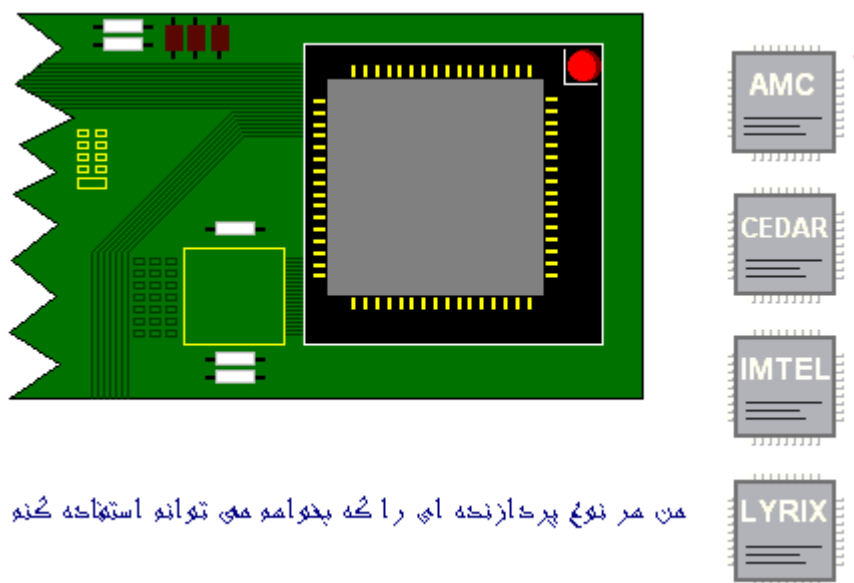 AMC
CEDAR
IMTEL
LYRIX
من هر نوع پردازنده ای را که بخواهم می توانم استفاده کنم